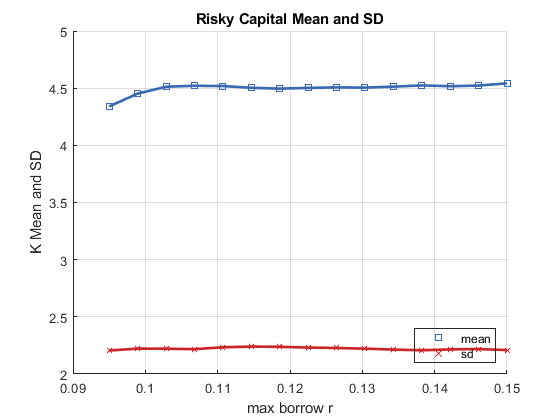 Risky Capital Mean and SD
5
4.5
4
3.5
3
2.5
2
K Mean and SD
mean
sd
0.09
0.1
0.11
0.12
0.13
0.14
0.15
max borrow r